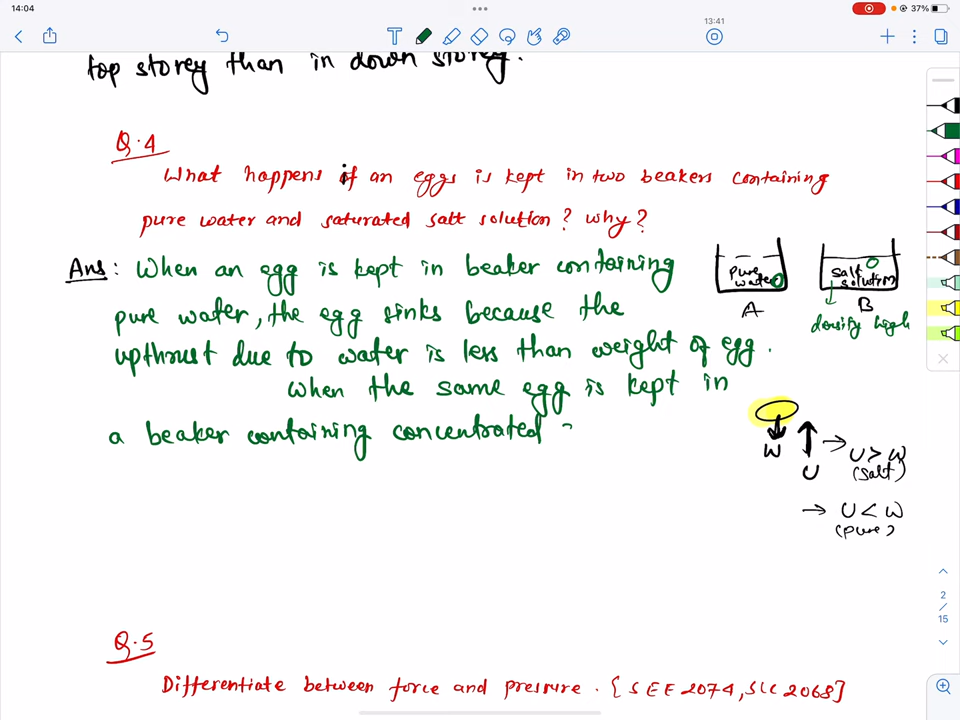 14:04
37%
13:41
top storey than in down storey.
Q.4
What happens if an eggs is kept in two beakers containing
pure water and saturated salt solution? why?
Ans: When an egg is kept in beaker containing
pure water, the egg sinks because the
upthrust due to water is less than weight of egg.
when the same egg is kept in
a beaker containing concentrated
pure
water
A
salt
solution
B
density high
W
U
→ U > W
(salt)
→ U < W
(pure)
2
/
15
Q.5
Differentiate between force and pressure. {SEE 2074, SLC 2068]